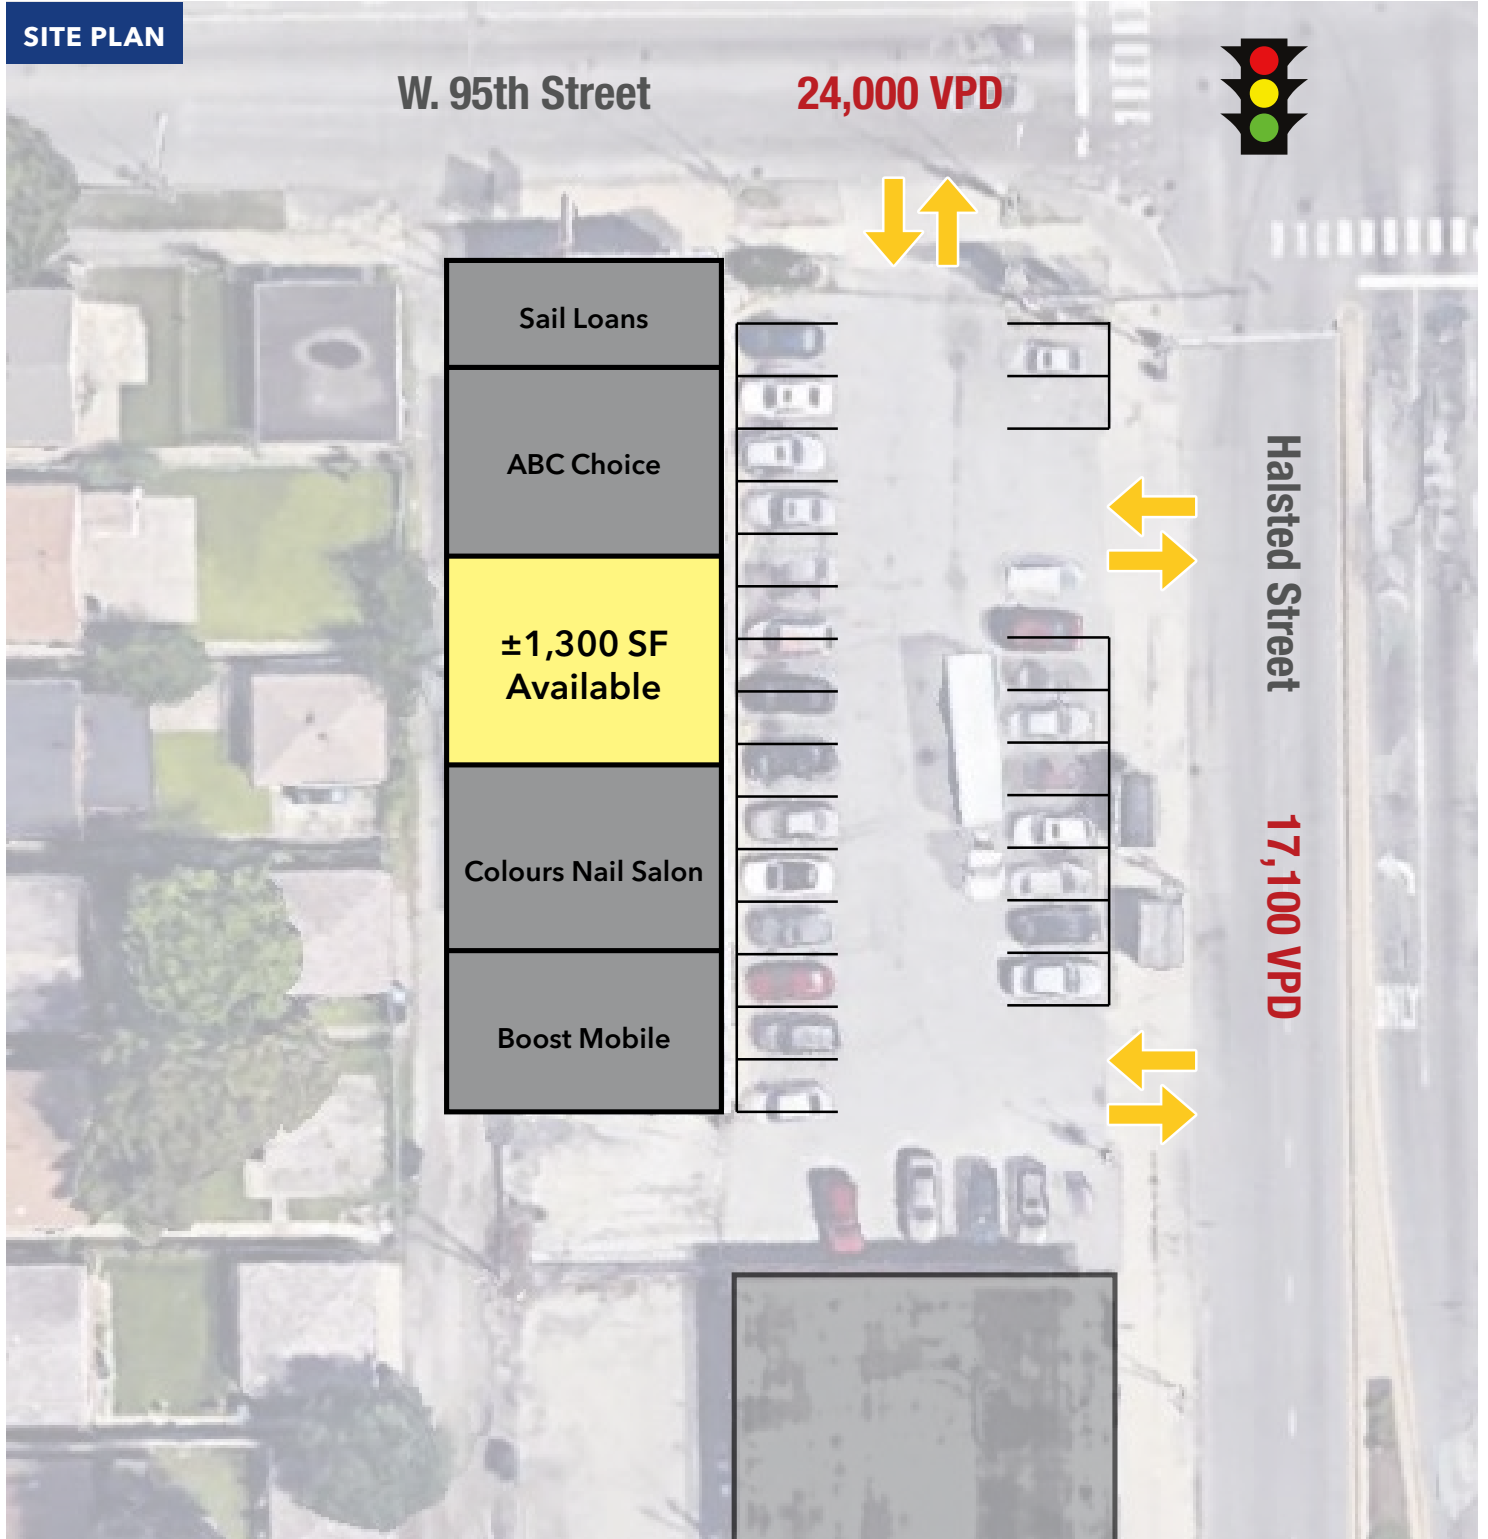 SITE PLAN
W. 95th Street
24,000 VPD
Sail Loans
ABC Choice
±1,300 SF
Available
Colours Nail Salon
Boost Mobile
Halsted Street
17,100 VPD